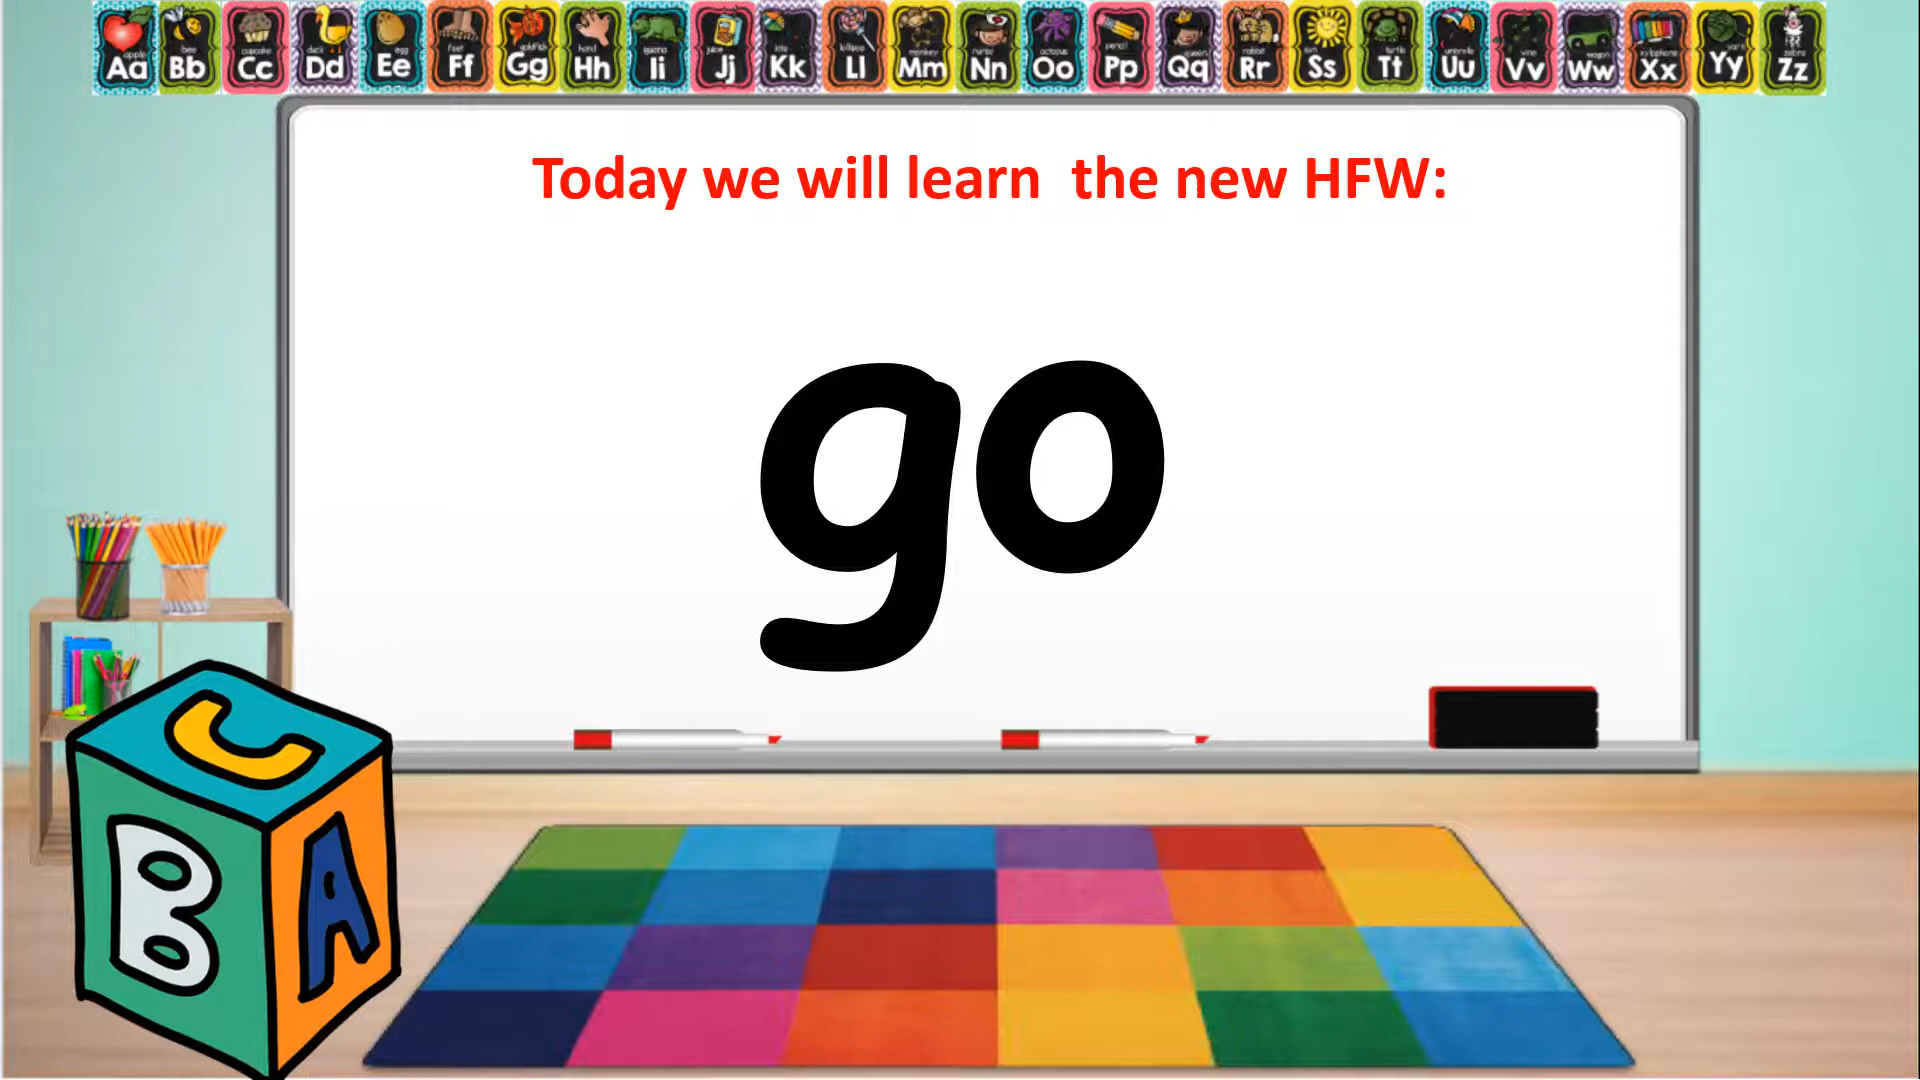 Aa Bb Cc Dd Ee Ff Gg Hh Ii Jj Kk Ll Mm Nn Oo Pp Qq Rr Ss Tt Uu Vv Ww Xx Yy Zz
Today we will learn  the new HFW:
go
C
B A